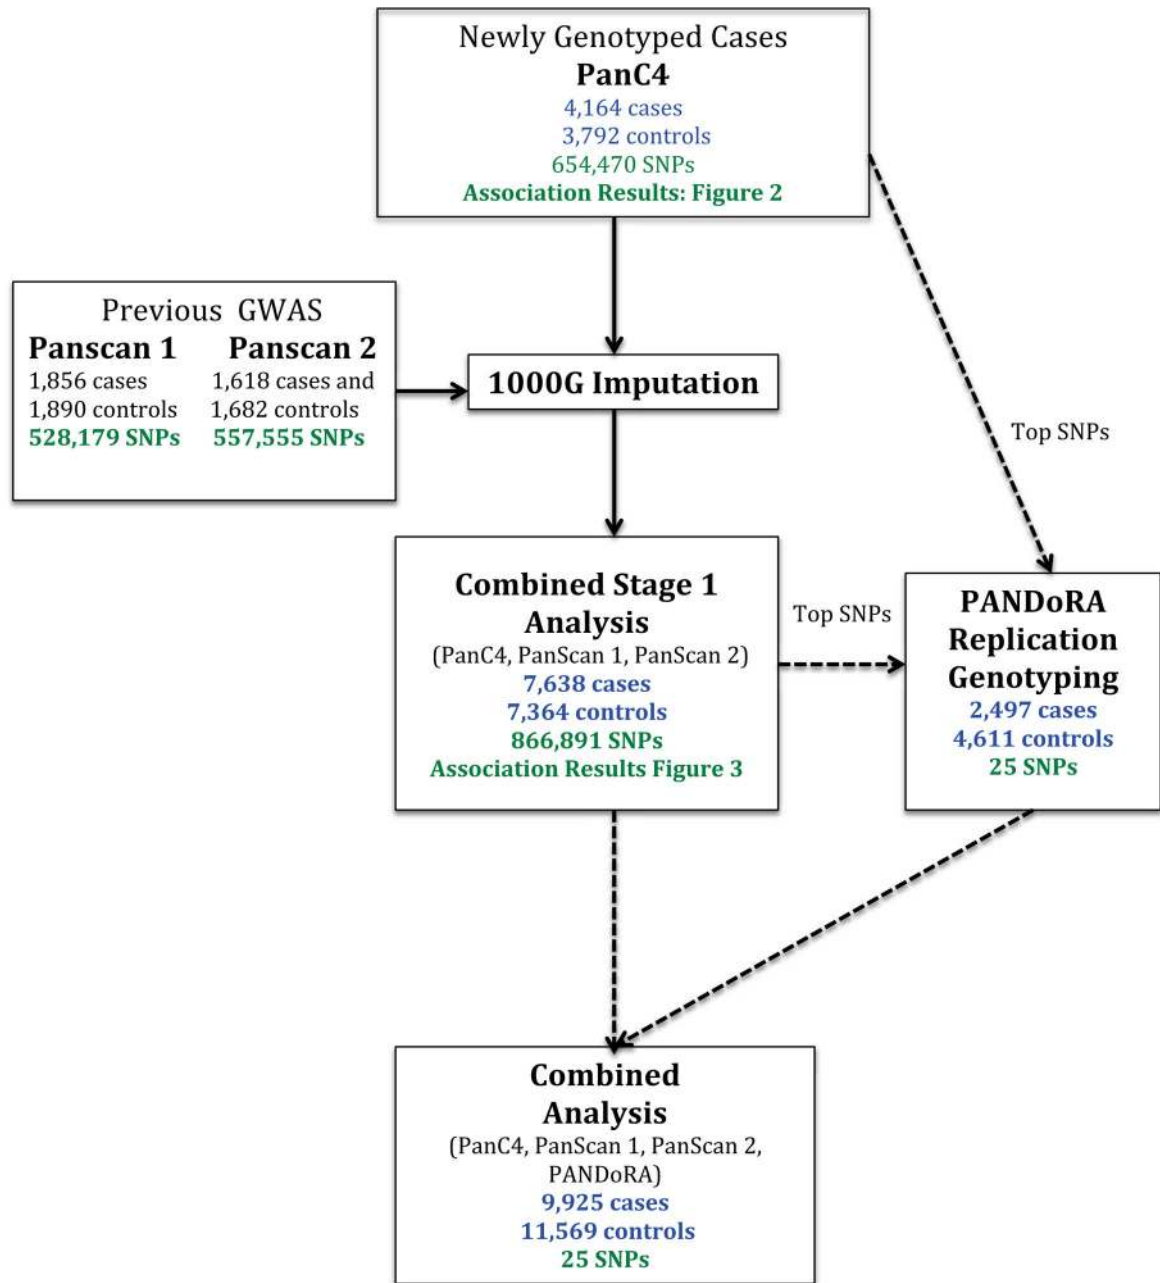 Newly Genotyped Cases
PanC4
4,164 cases
3,792 controls
654,470 SNPs
Association Results: Figure 2
Previous GWAS
Panscan 1 Panscan 2
1,856 cases 1,618 cases and
1,890 controls 1,682 controls
528,179 SNPs 557,555 SNPs
1000G Imputation
Top SNPs
Combined Stage 1
Analysis
(PanC4, PanScan 1, PanScan 2)
7,638 cases
7,364 controls
866,891 SNPs
Association Results Figure 3
Top SNPs
PANDoRA
Replication
Genotyping
2,497 cases
4,611 controls
25 SNPs
Combined
Analysis
(PanC4, PanScan 1, PanScan 2,
PANDoRA)
9,925 cases
11,569 controls
25 SNPs